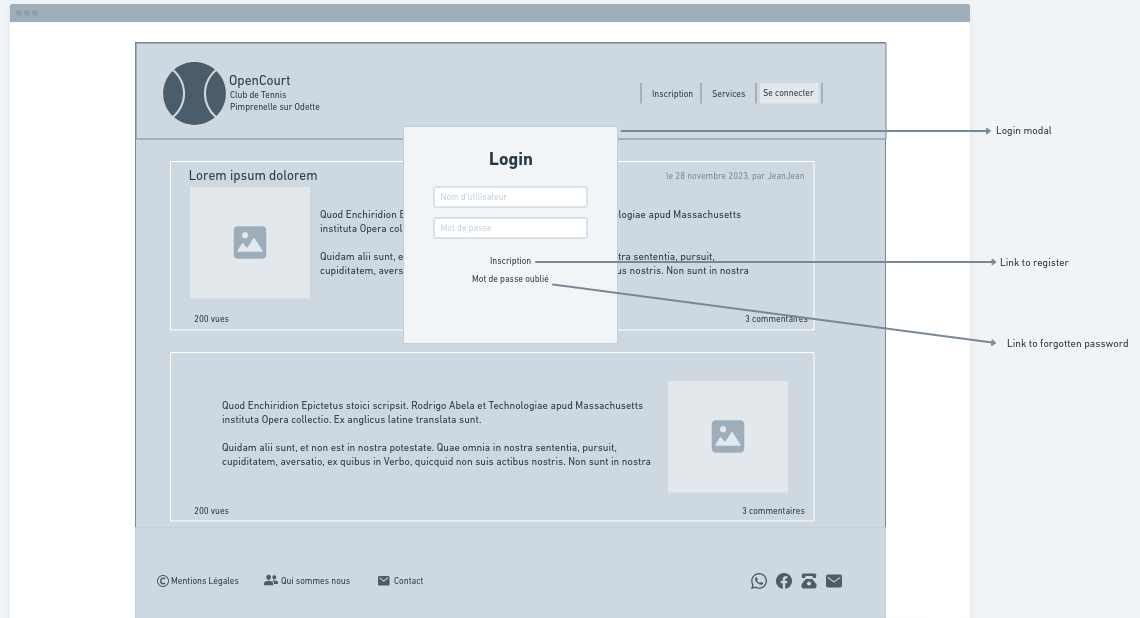 OpenCourt
Club de Tennis
Pimprenelle sur Odette
Inscription
Services
Se connecter
Login modal
Login
Nom d'utilisateur
Mot de passe
Inscription
Mot de passe oublié
Link to register
Link to forgotten password
Lorem ipsum dolorem
le 28 novembre 2023, par JeanJean
Quod Enchiridion E
logiae apud Massachusetts
instituta Opera col
Quidam alii sunt, e
tra sententia, pursuit,
cupiditatem, avers
us nostris. Non sunt in nostra
200 vues
3 commentaires
Quod Enchiridion Epictetus stoici scripsit. Rodrigo Abela et Technologiae apud Massachusetts
instituta Opera collectio. Ex anglicus latine translata sunt.
Quidam alii sunt, et non est in nostra potestate. Quae omnia in nostra sententia, pursuit,
cupiditatem, aversatio, ex quibus in Verbo, quicquid non suis actibus nostris. Non sunt in nostra
200 vues
3 commentaires
© Mentions Légales
Qui sommes nous
Contact